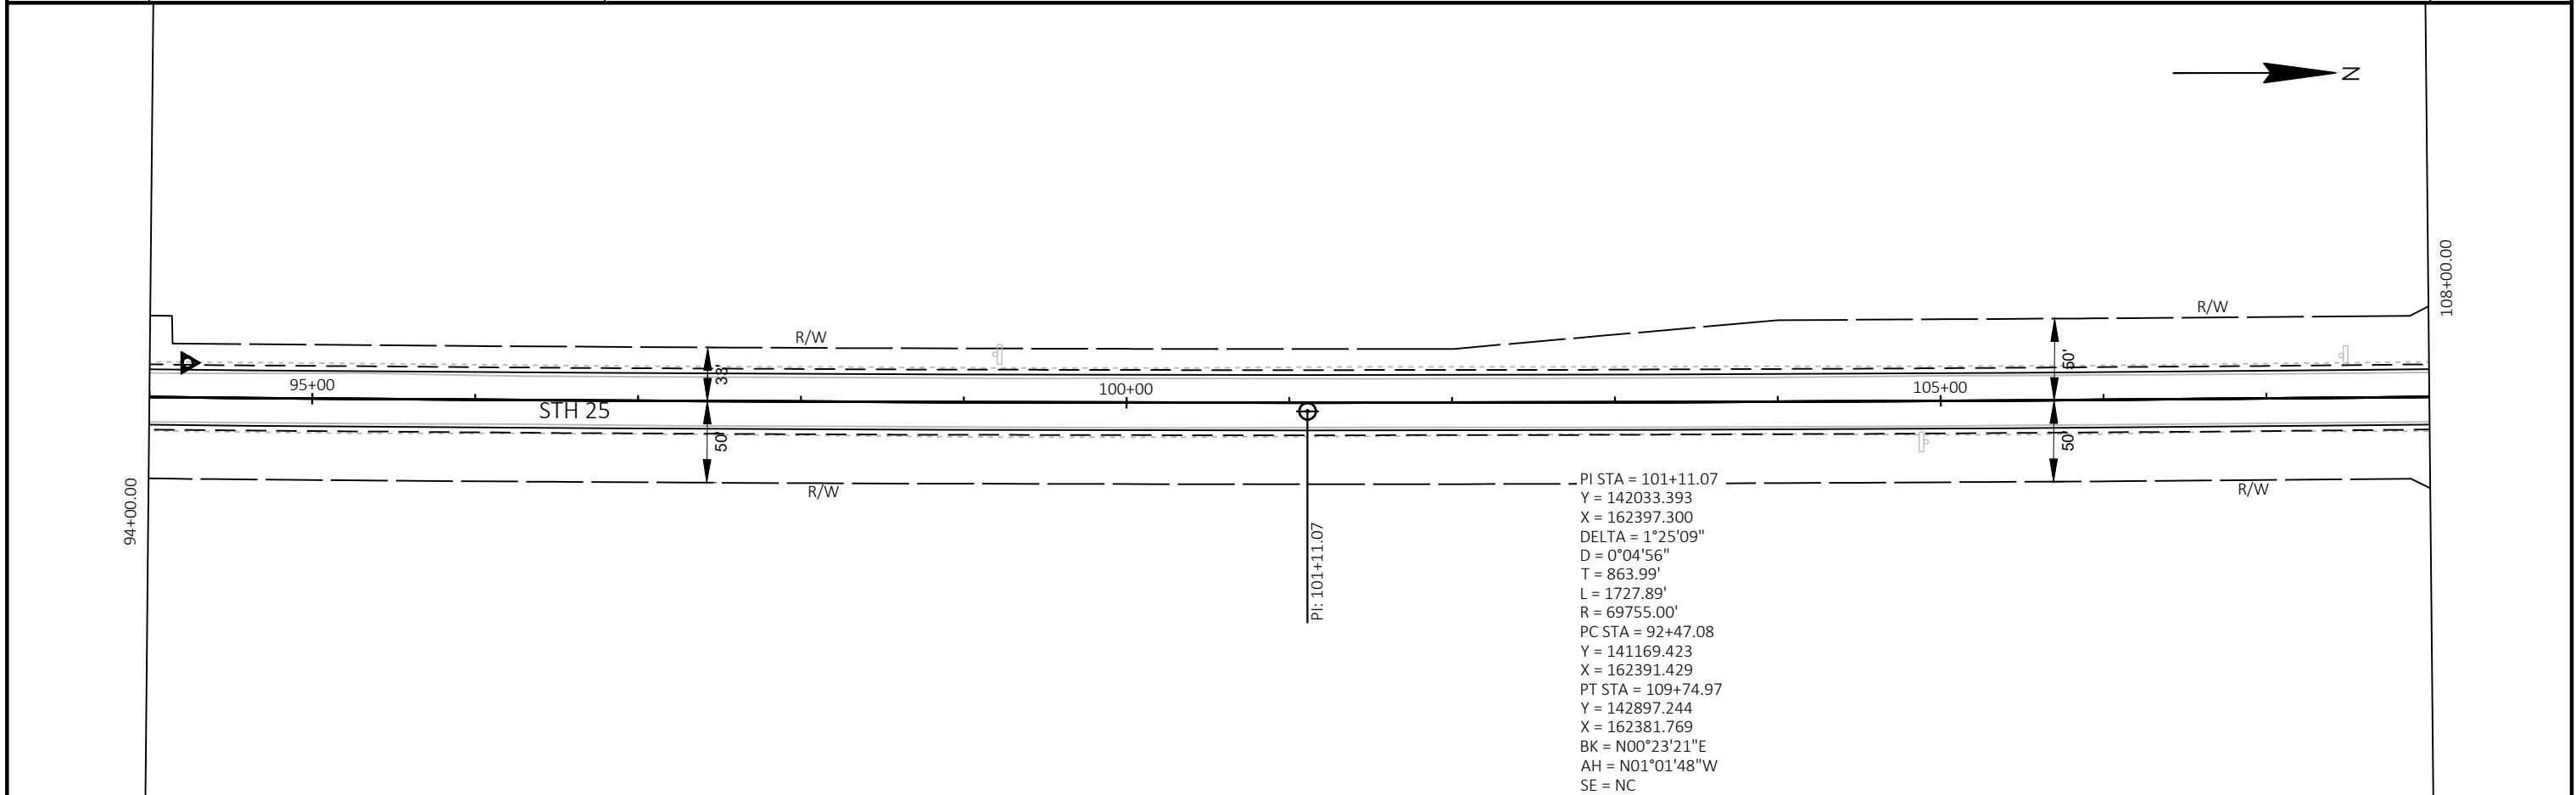 N
108+00.00
R/W
R/W
33'
50'
95+00
100+00
105+00
STH 25
50'
50'
R/W
R/W
94+00.00
PI: 101+11.07
PI STA = 101+11.07
Y = 142033.393
X = 162397.300
DELTA = 1°25'09"
D = 0°04'56"
T = 863.99'
L = 1727.89'
R = 69755.00'
PC STA = 92+47.08
Y = 141169.423
X = 162391.429
PT STA = 109+74.97
Y = 142897.244
X = 162381.769
BK = N00°23'21"E
AH = N01°01'48"W
SE = NC